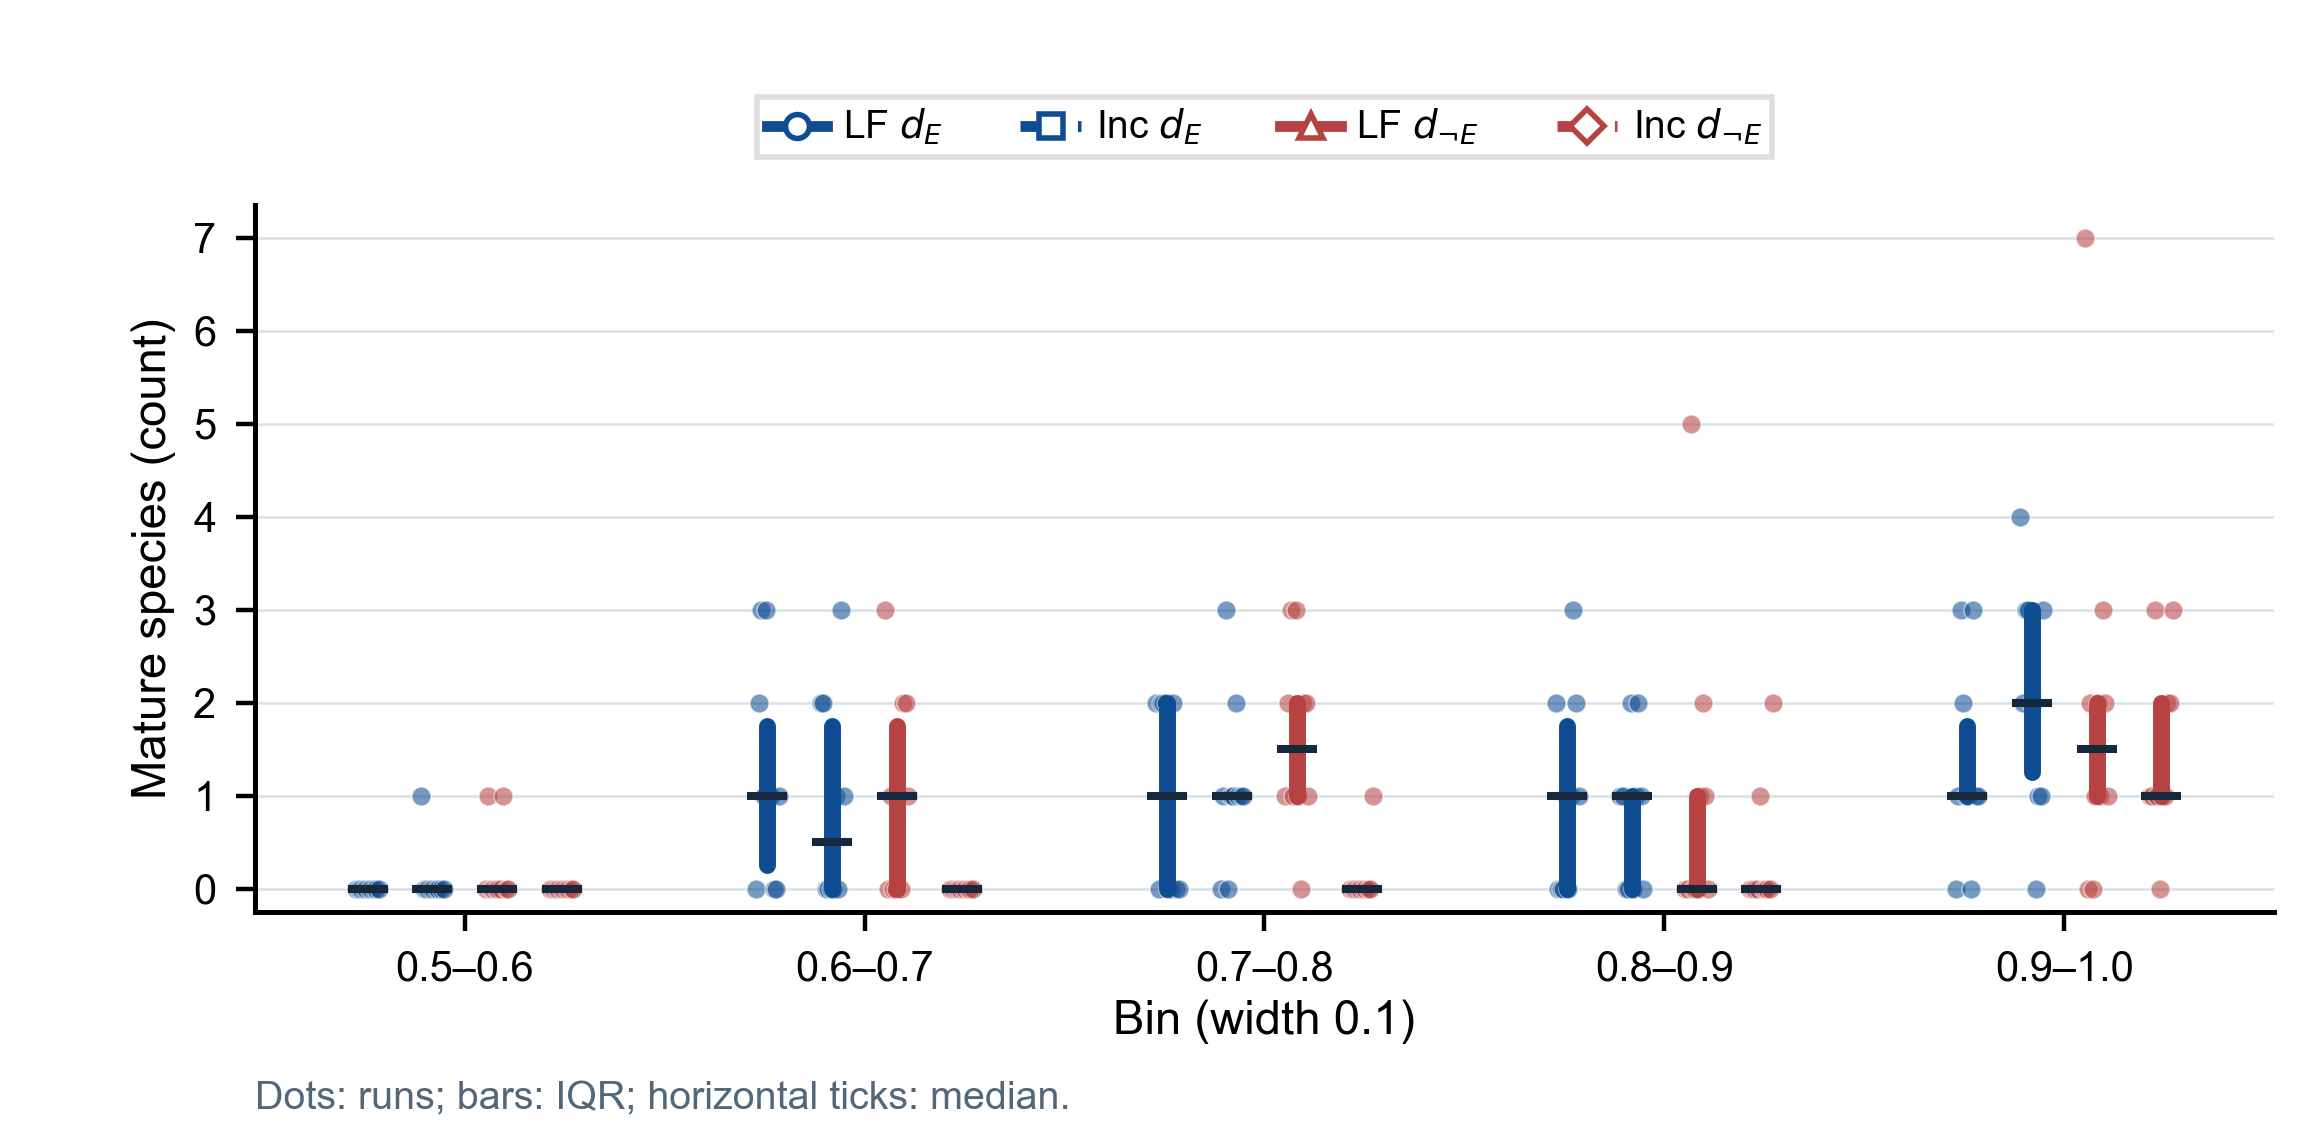 LF d_E Inc d_E LF d_¬E Inc d_¬E
7
6
5
4
3
2
1
0
Mature species (count)
0.5–0.6 0.6–0.7 0.7–0.8 0.8–0.9 0.9–1.0
Bin (width 0.1)
Dots: runs; bars: IQR; horizontal ticks: median.